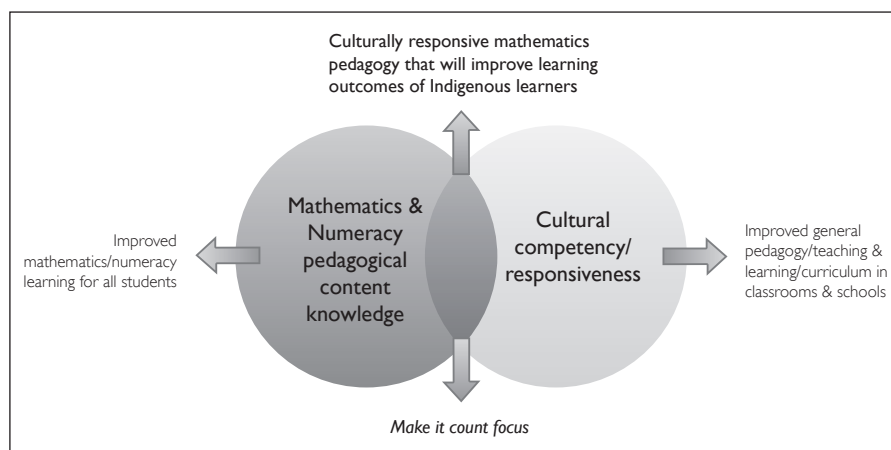 Culturally responsive mathematics
pedagogy that will improve learning
outcomes of Indigenous learners
Mathematics &
Numeracy
pedagogical
content
knowledge
Cultural
competency/
responsiveness
Improved
mathematics/numeracy
learning for all students
Improved general
pedagogy/teaching &
learning/curriculum in
classrooms & schools
Make it count focus